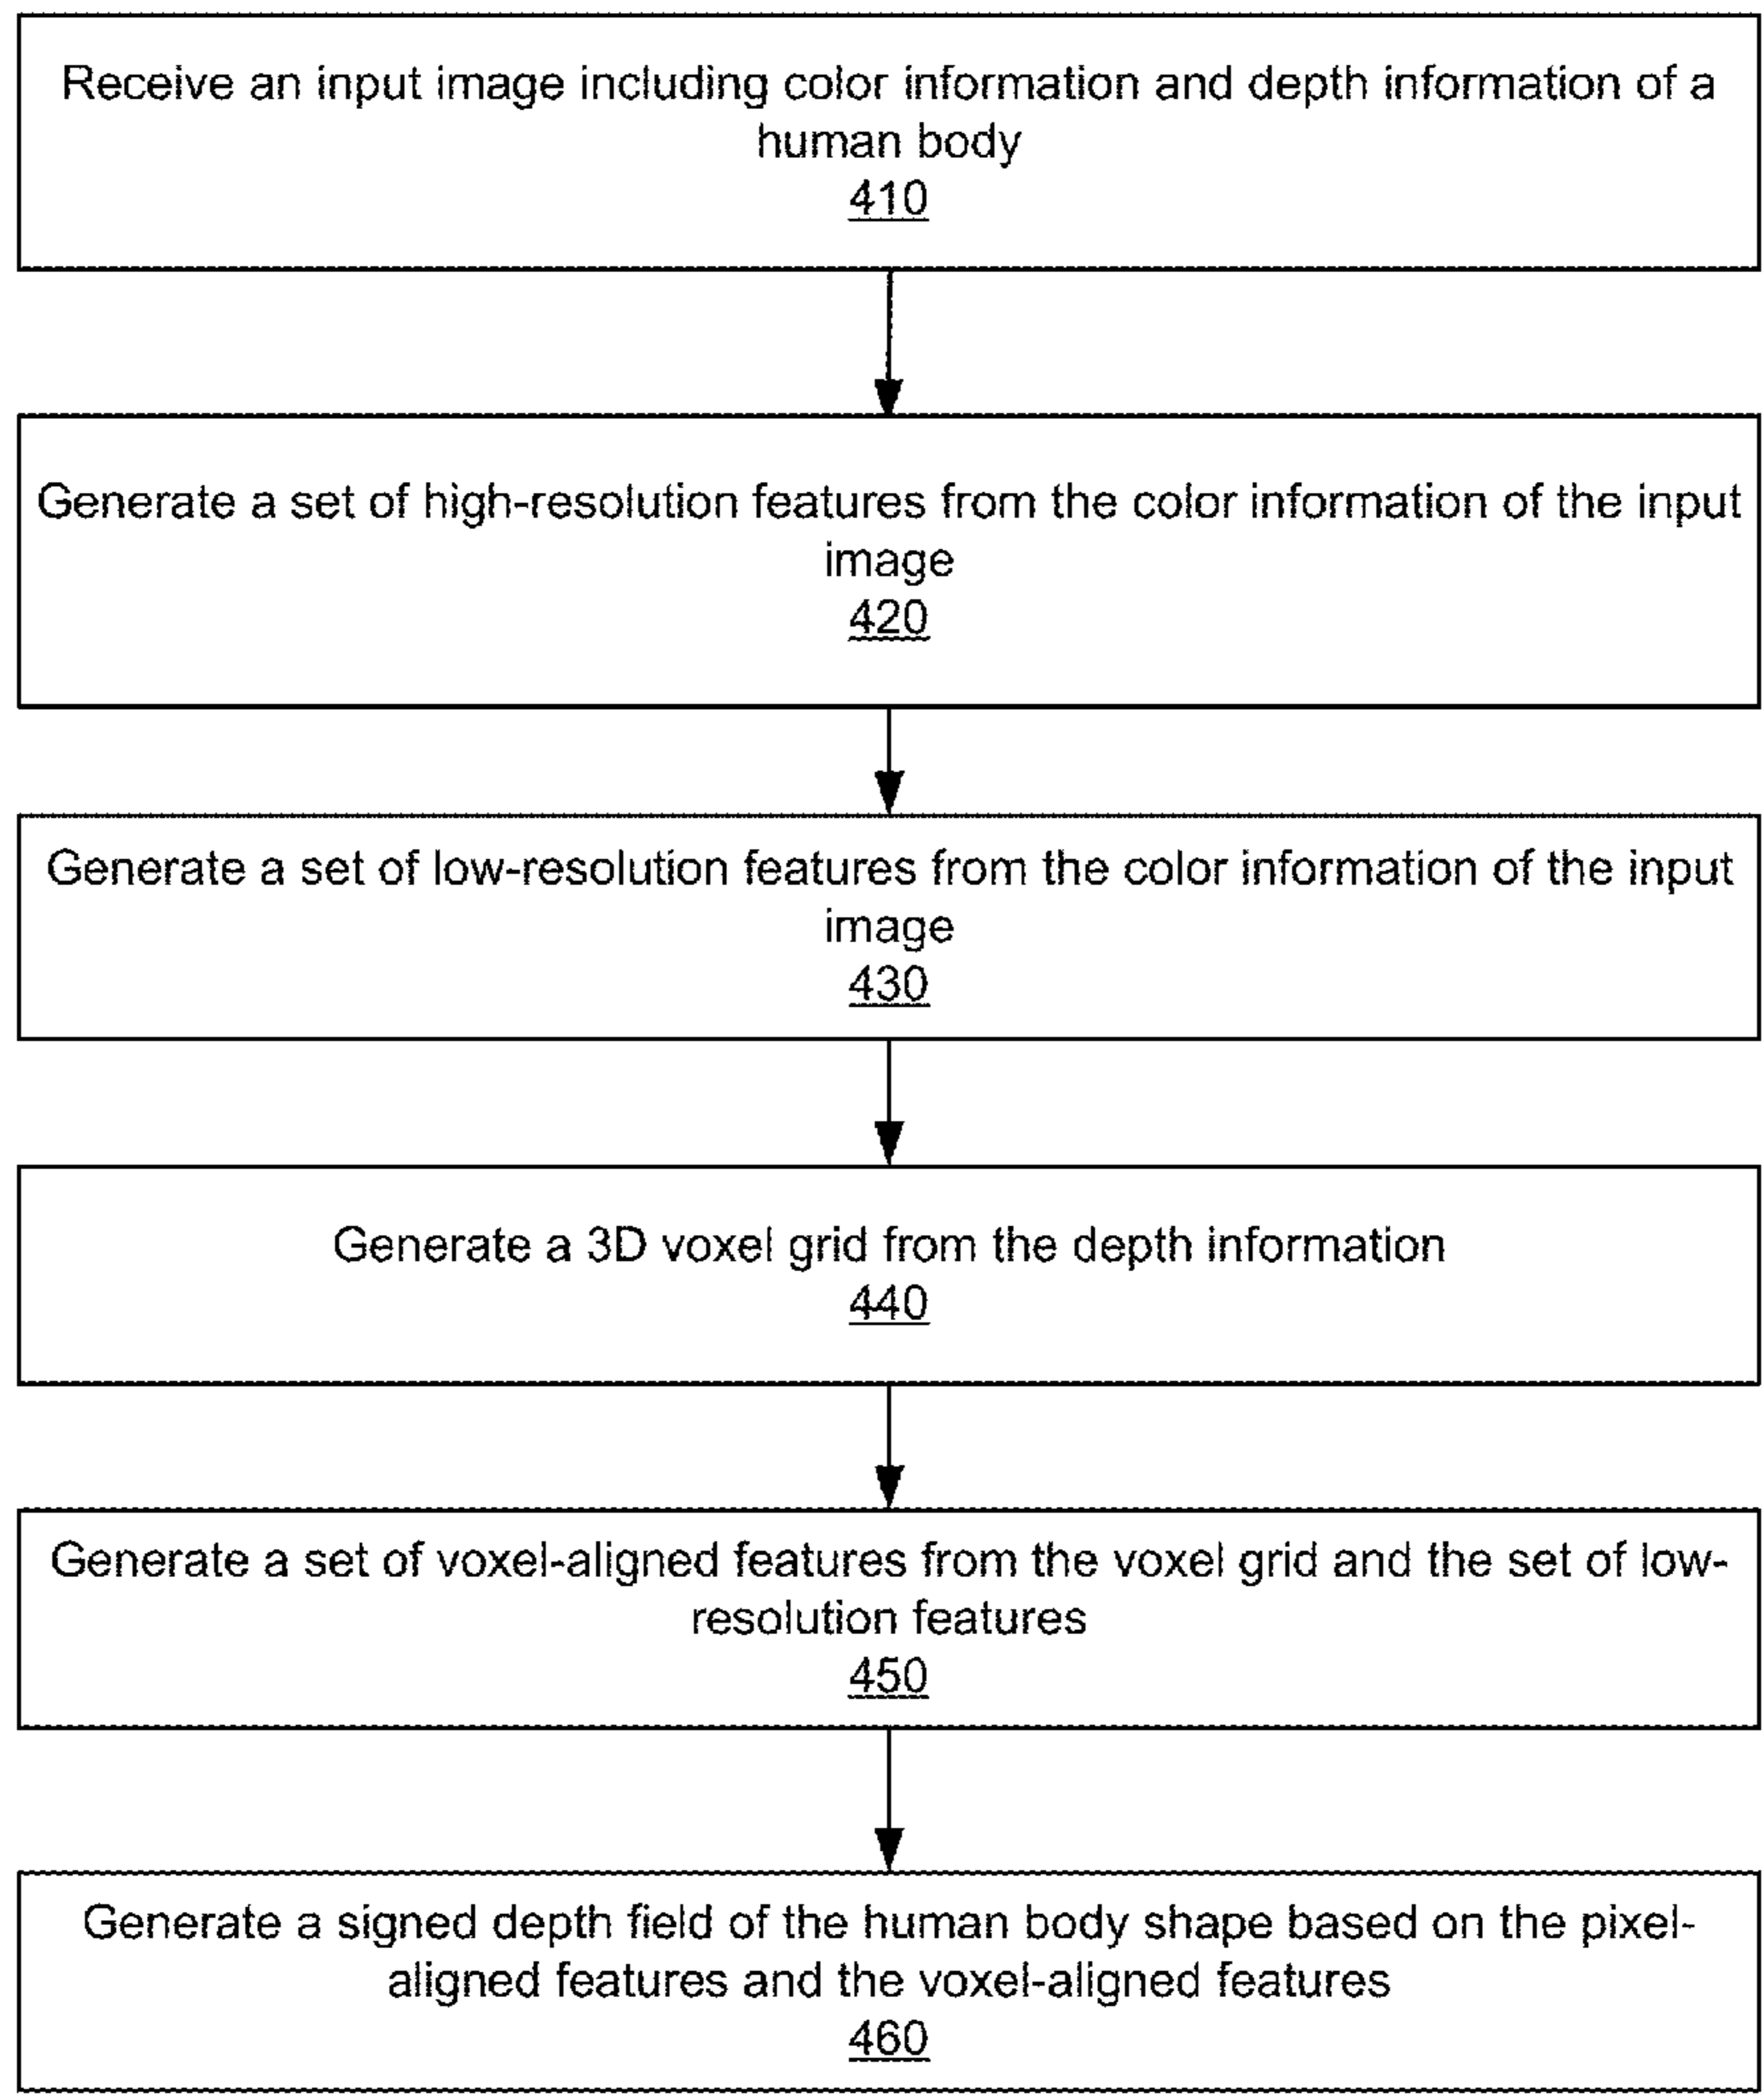 Receive an input image including color information and depth information of a
human body
410
Generate a set of high-resolution features from the color information of the input
image
420
Generate a set of low-resolution features from the color information of the input
image
430
Generate a 3D voxel grid from the depth information
440
Generate a set of voxel-aligned features from the voxel grid and the set of low-
resolution features
450
Generate a signed depth field of the human body shape based on the pixel-
aligned features and the voxel-aligned features
460